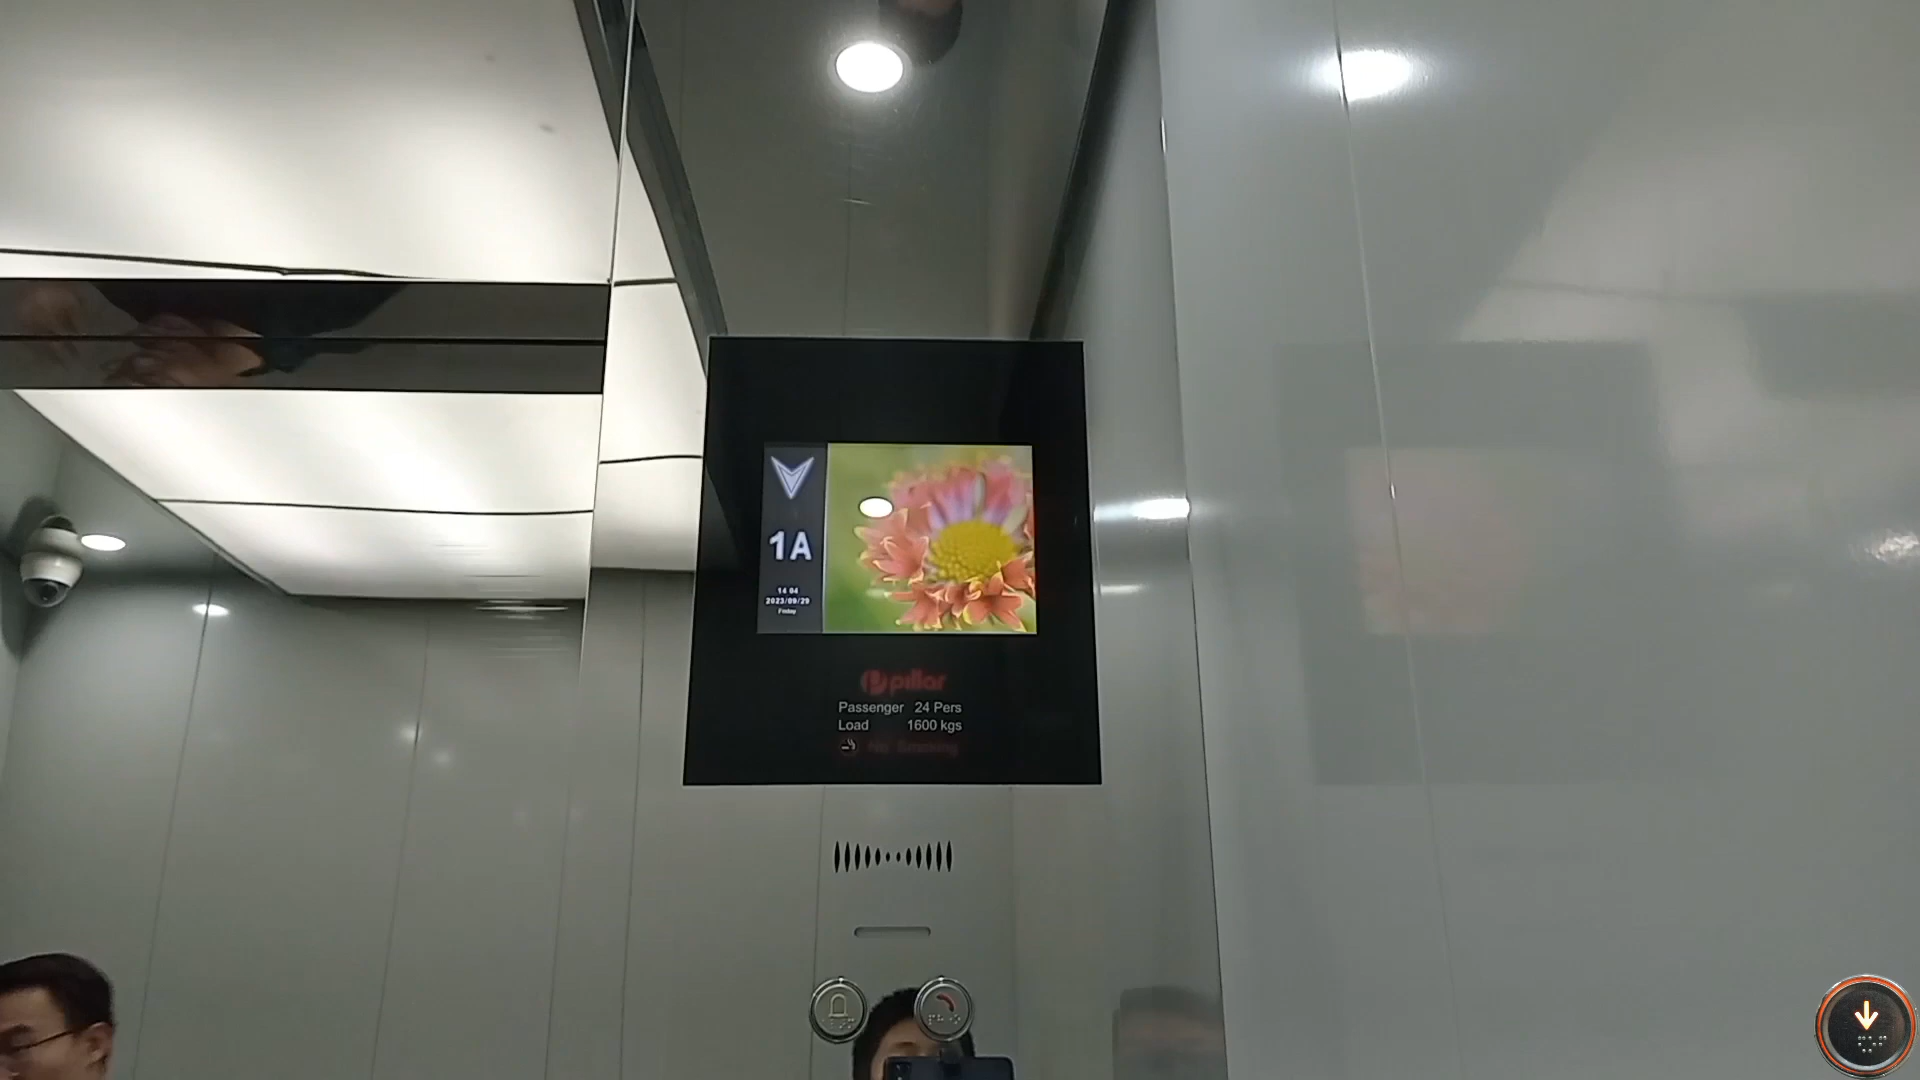 1A
14 04
2023/09/29
Friday
pillar
Passenger 24 Pers
Load 1600 kgs
No Smoking